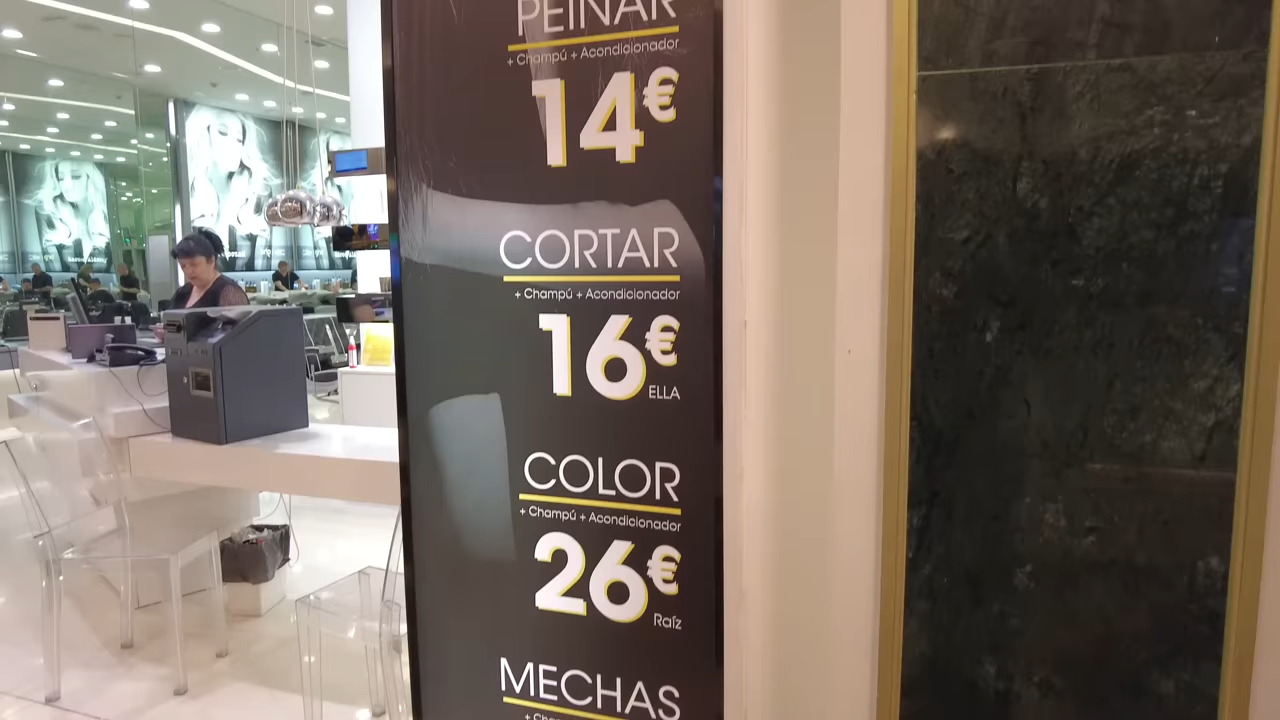 PEINAR
+ Champú + Acondicionador
14€
CORTAR
+ Champú + Acondicionador
16€
ELLA
COLOR
+ Champú + Acondicionador
26€
Raíz
MECHAS